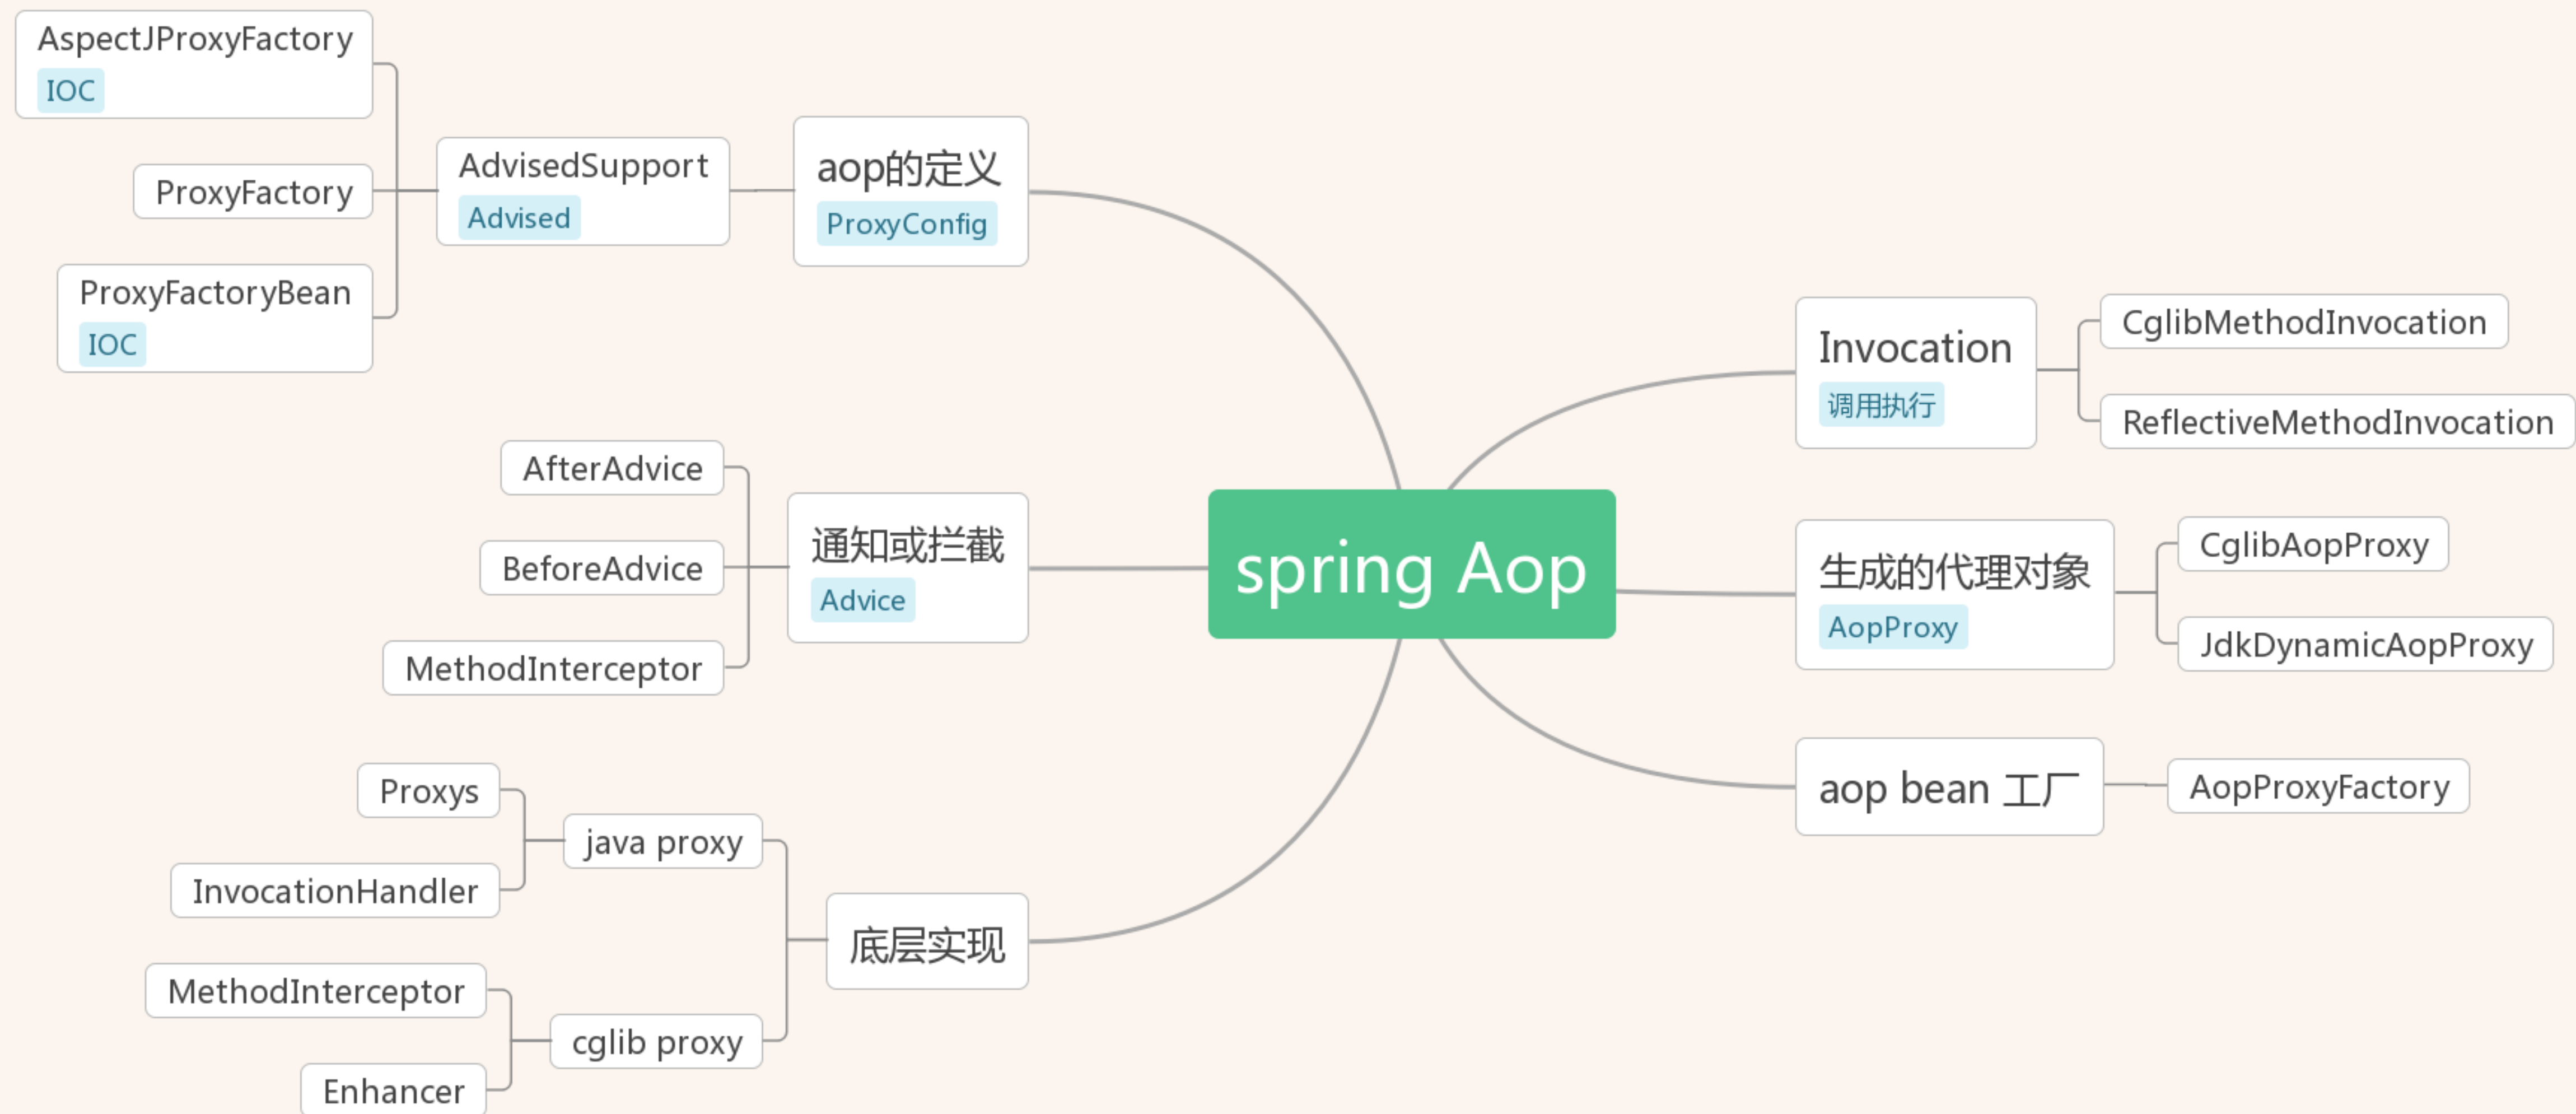 spring Aop
aop的定义
ProxyConfig
AdvisedSupport
Advised
AspectJProxyFactory
IOC
ProxyFactory
ProxyFactoryBean
IOC
通知或拦截
Advice
AfterAdvice
BeforeAdvice
MethodInterceptor
底层实现
java proxy
Proxys
InvocationHandler
cglib proxy
MethodInterceptor
Enhancer
Invocation
调用执行
CglibMethodInvocation
ReflectiveMethodInvocation
生成的代理对象
AopProxy
CglibAopProxy
JdkDynamicAopProxy
aop bean 工厂
AopProxyFactory